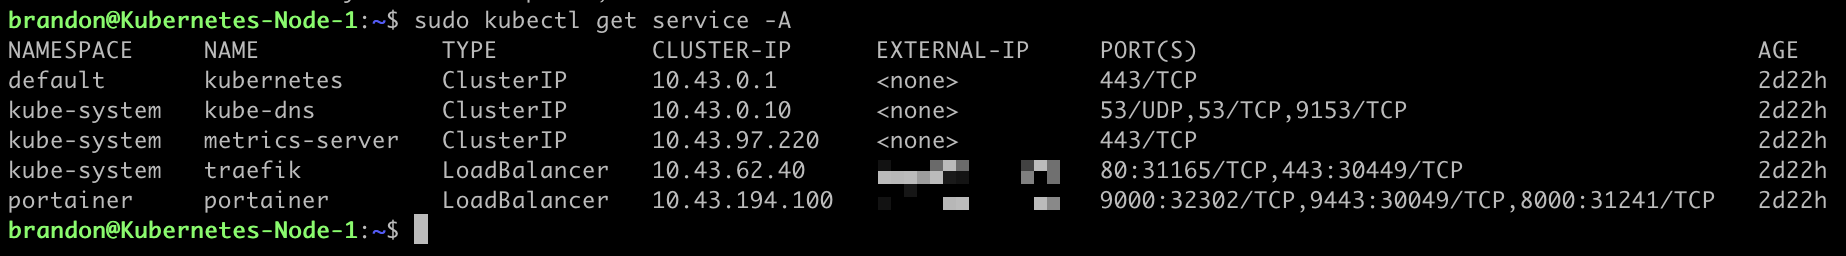 brandon@Kubernetes-Node-1:~$ sudo kubectl get service -A
NAMESPACE NAME TYPE CLUSTER-IP EXTERNAL-IP PORT(S) AGE
default kubernetes ClusterIP 10.43.0.1 <none> 443/TCP 2d22h
kube-system kube-dns ClusterIP 10.43.0.10 <none> 53/UDP,53/TCP,9153/TCP 2d22h
kube-system metrics-server ClusterIP 10.43.97.220 <none> 443/TCP 2d22h
kube-system traefik LoadBalancer 10.43.62.40 80:31165/TCP,443:30449/TCP 2d22h
portainer portainer LoadBalancer 10.43.194.100 9000:32302/TCP,9443:30049/TCP,8000:31241/TCP 2d22h
brandon@Kubernetes-Node-1:~$